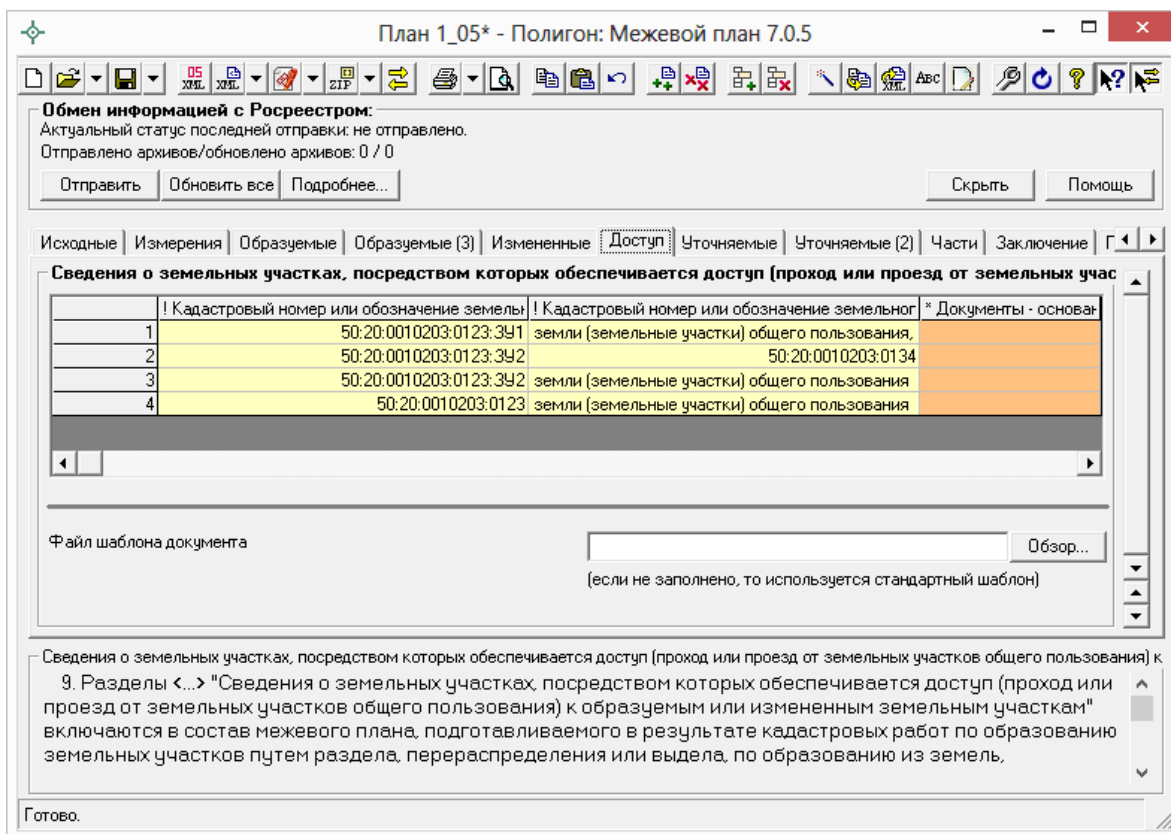 План 1_05* - Полигон: Межевой план 7.0.5
05 XML XML ZIP XML ABC
Обмен информацией с Росреестром:
Актуальный статус последней отправки: не отправлено.
Отправлено архивов/обновлено архивов: 0 / 0
Отправить Обновить все Подробнее... Скрыть Помощь
Исходные Измерения Образуемые Образуемые (3) Измененные Доступ Уточняемые Уточняемые (2) Части Заключение Г
Сведения о земельных участках, посредством которых обеспечивается доступ (проход или проезд от земельных учас
! Кадастровый номер или обозначение земельн ! Кадастровый номер или обозначение земельног * Документы - основан
1 50:20:0010203:0123:ЗУ1 земли (земельные участки) общего пользования,
2 50:20:0010203:0123:ЗУ2 50:20:0010203:0134
3 50:20:0010203:0123:ЗУ2 земли (земельные участки) общего пользования
4 50:20:0010203:0123 земли (земельные участки) общего пользования
Файл шаблона документа Обзор...
(если не заполнено, то используется стандартный шаблон)
Сведения о земельных участках, посредством которых обеспечивается доступ (проход или проезд от земельных участков общего пользования) к
9. Разделы <...> "Сведения о земельных участках, посредством которых обеспечивается доступ (проход или
проезд от земельных участков общего пользования) к образуемым или измененным земельным участкам"
включаются в состав межевого плана, подготавливаемого в результате кадастровых работ по образованию
земельных участков путем раздела, перераспределения или выдела, по образованию из земель,
Готово.